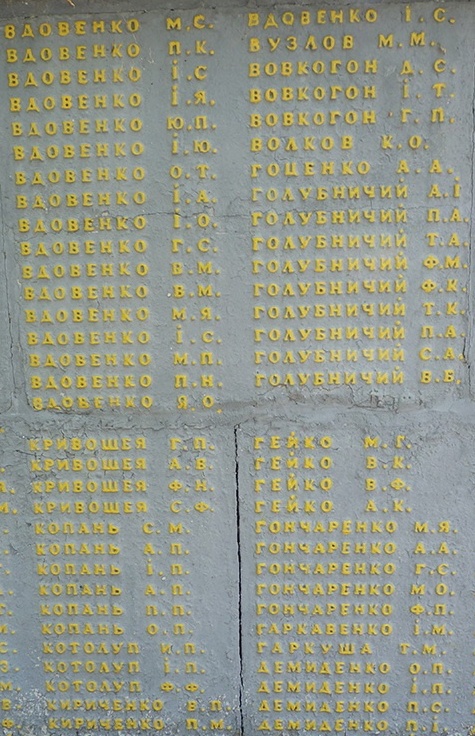 ВДОВЕНКО М.С.
ВДОВЕНКО П.К.
ВДОВЕНКО І.С
ВДОВЕНКО І.Я.
ВДОВЕНКО Ю.П.
ВДОВЕНКО І.Ю.
ВДОВЕНКО О.Т.
ВДОВЕНКО І.А.
ВДОВЕНКО І.О.
ВДОВЕНКО Г.С.
ВДОВЕНКО В.М.
ВДОВЕНКО В.М.
ВДОВЕНКО М.Я.
ВДОВЕНКО І.С.
ВДОВЕНКО М.П.
ВДОВЕНКО П.Н.
ВДОВЕНКО Я.О.
ВДОВЕНКО І.С.
ВУЗЛОВ М.М.
ВОВКОГОН Д.С.
ВОВКОГОН І.Т.
ВОВКОГОН Г.П.
ВОЛКОВ К.О.
ГОЦЕНКО А.А.
ГОЛУБНИЧИЙ А.І
ГОЛУБНИЧИЙ П.А.
ГОЛУБНИЧИЙ Т.А.
ГОЛУБНИЧИЙ Ф.М.
ГОЛУБНИЧИЙ Ф.К.
ГОЛУБНИЧИЙ Т.К.
ГОЛУБНИЧИЙ П.А.
ГОЛУБНИЧИЙ С.А.
ГОЛУБНИЧИЙ В.Е.
КРИВОШЕЯ Г.П.
КРИВОШЕЯ А.В.
КРИВОШЕЯ Ф.Н.
КРИВОШЕЯ С.Ф.
КОПАНЬ С.М.
КОПАНЬ А.П.
КОПАНЬ І.П.
КОПАНЬ А.П.
КОПАНЬ П.П.
КОПАНЬ О.П.
КОТОЛУП И.П.
КОТОЛУП І.П.
КОТОЛУП Ф.Ф.
КИРИЧЕНКО В.П.
КИРИЧЕНКО П.М.
ГЕЙКО М.Г.
ГЕЙКО В.К.
ГЕЙКО В.Ф.
ГЕЙКО А.К.
ГОНЧАРЕНКО М.Я.
ГОНЧАРЕНКО А.А.
ГОНЧАРЕНКО Г.С.
ГОНЧАРЕНКО М.О.
ГОНЧАРЕНКО Ф.П.
ГАРКАВЕНКО І.М.
ГАРКУША Т.М.
ДЕМИДЕНКО О.П.
ДЕМИДЕНКО І.П.
ДЕМИДЕНКО П.І.